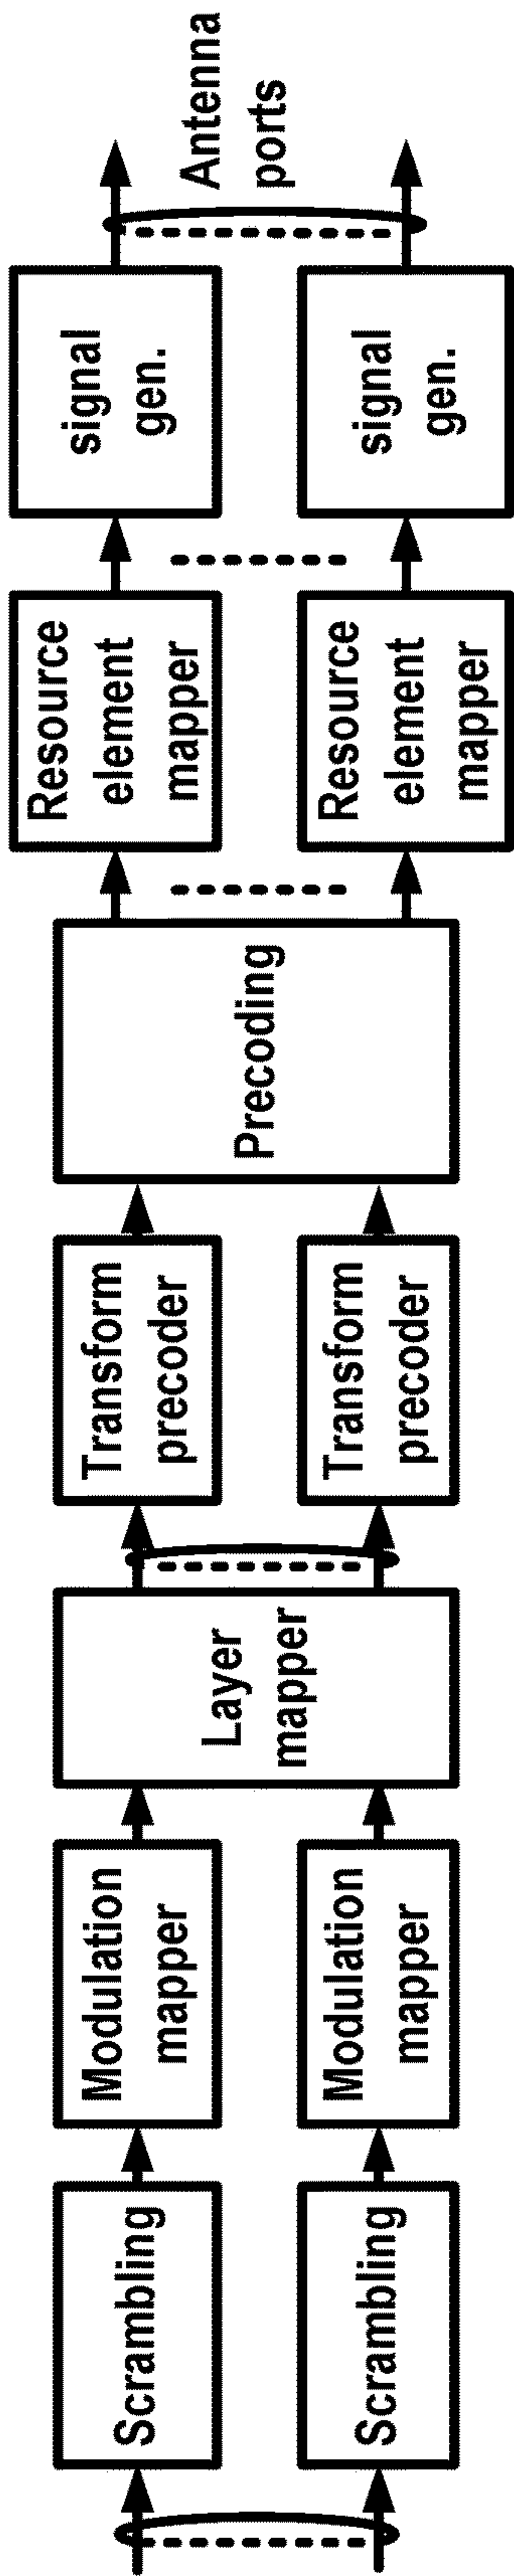 Scrambling
Scrambling
Modulation
mapper
Modulation
mapper
Layer
mapper
Transform
precoder
Transform
precoder
Precoding
Resource
element
mapper
Resource
element
mapper
signal
gen.
signal
gen.
Antenna
ports